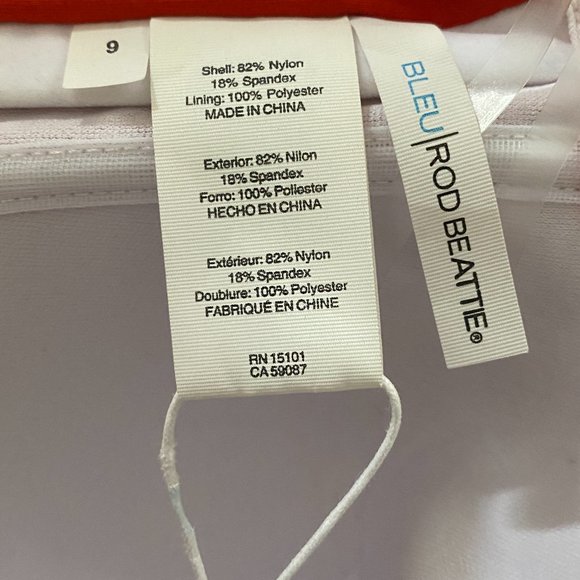 9
Shell: 82% Nylon
18% Spandex
Lining: 100% Polyester
MADE IN CHINA
Exterior: 82% Nilon
18% Spandex
Forro: 100% Poliester
HECHO EN CHINA
Extérieur: 82% Nylon
18% Spandex
Doublure: 100% Polyester
FABRIQUÉ EN CHINE
RN 15101
CA 59087
BLEU|ROD BEATTIE®